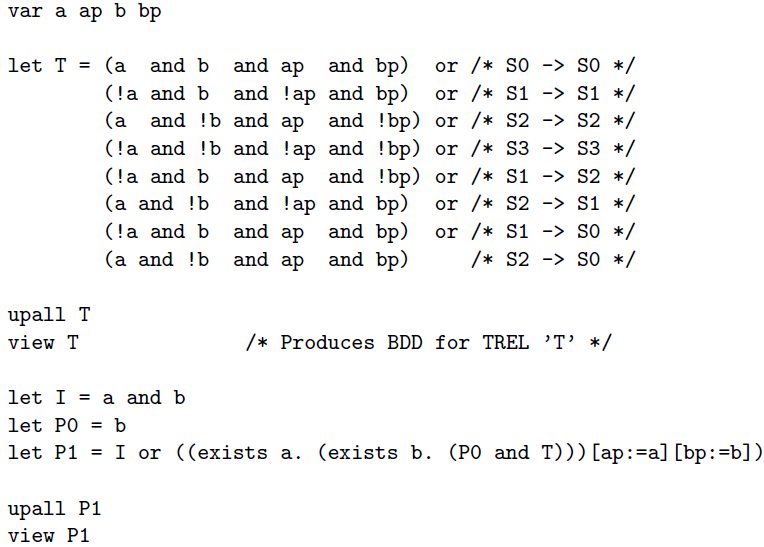 var a ap b bp
let T = (a  and b  and ap  and bp)  or /* S0 -> S0 */
(!a and b  and !ap and bp)  or /* S1 -> S1 */
(a  and !b and ap  and !bp) or /* S2 -> S2 */
(!a and !b and !ap and !bp) or /* S3 -> S3 */
(!a and b  and ap  and !bp) or /* S1 -> S2 */
(a and !b  and !ap and bp)  or /* S2 -> S1 */
(!a and b  and ap  and bp)  or /* S1 -> S0 */
(a and !b  and ap  and bp)     /* S2 -> S0 */
upall T
view T              /* Produces BDD for TREL ’T’ */
let I = a and b
let P0 = b
let P1 = I or ((exists a. (exists b. (P0 and T)))[ap:=a][bp:=b])
upall P1
view P1